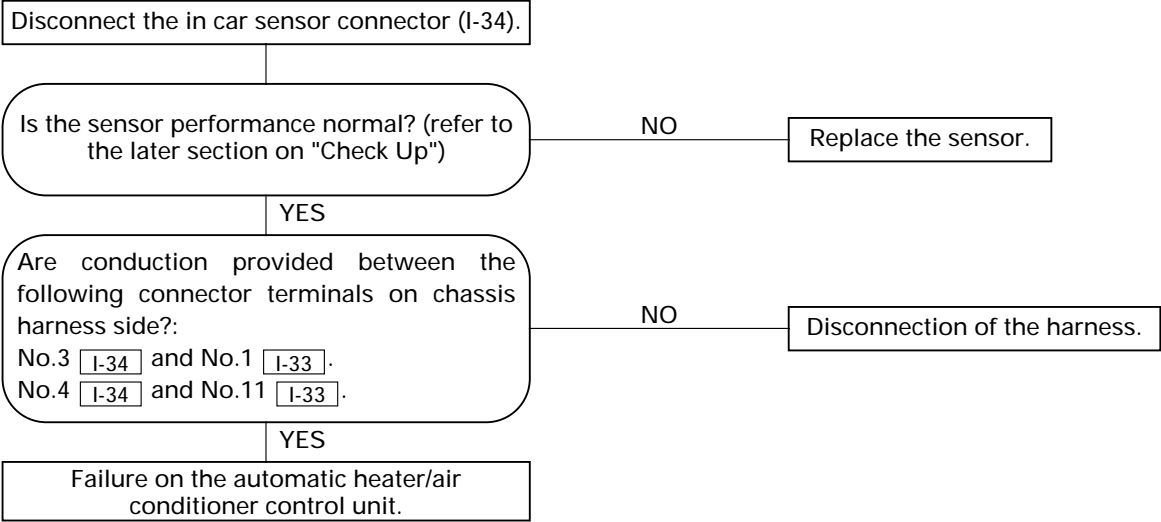 Disconnect the in car sensor connector (I-34).
Is the sensor performance normal? (refer to
the later section on "Check Up")
NO
Replace the sensor.
YES
Are conduction provided between the
following connector terminals on chassis
harness side?:
No.3 I-34 and No.1 I-33 .
No.4 I-34 and No.11 I-33 .
NO
Disconnection of the harness.
YES
Failure on the automatic heater/air
conditioner control unit.